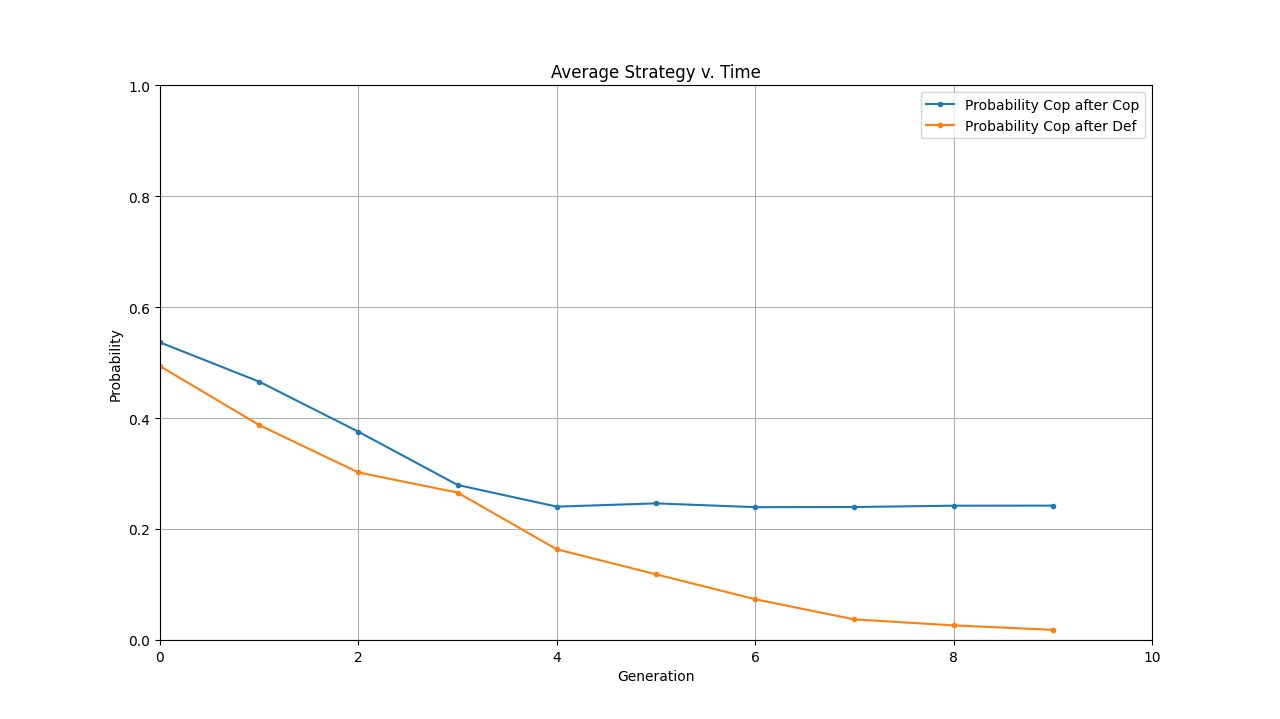 Average Strategy v. Time
Probability Cop after Cop
Probability Cop after Def
1.0
0.8
0.6
0.4
0.2
0.0
Probability
0 2 4 6 8 10
Generation